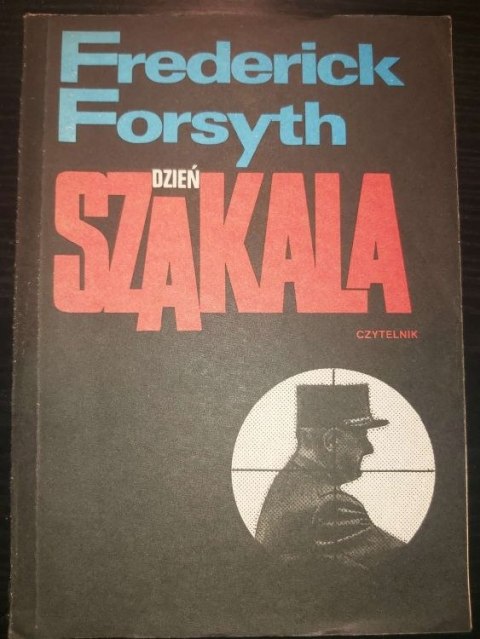 Frederick
Forsyth
DZIEŃ
SZAKALA
CZYTELNIK